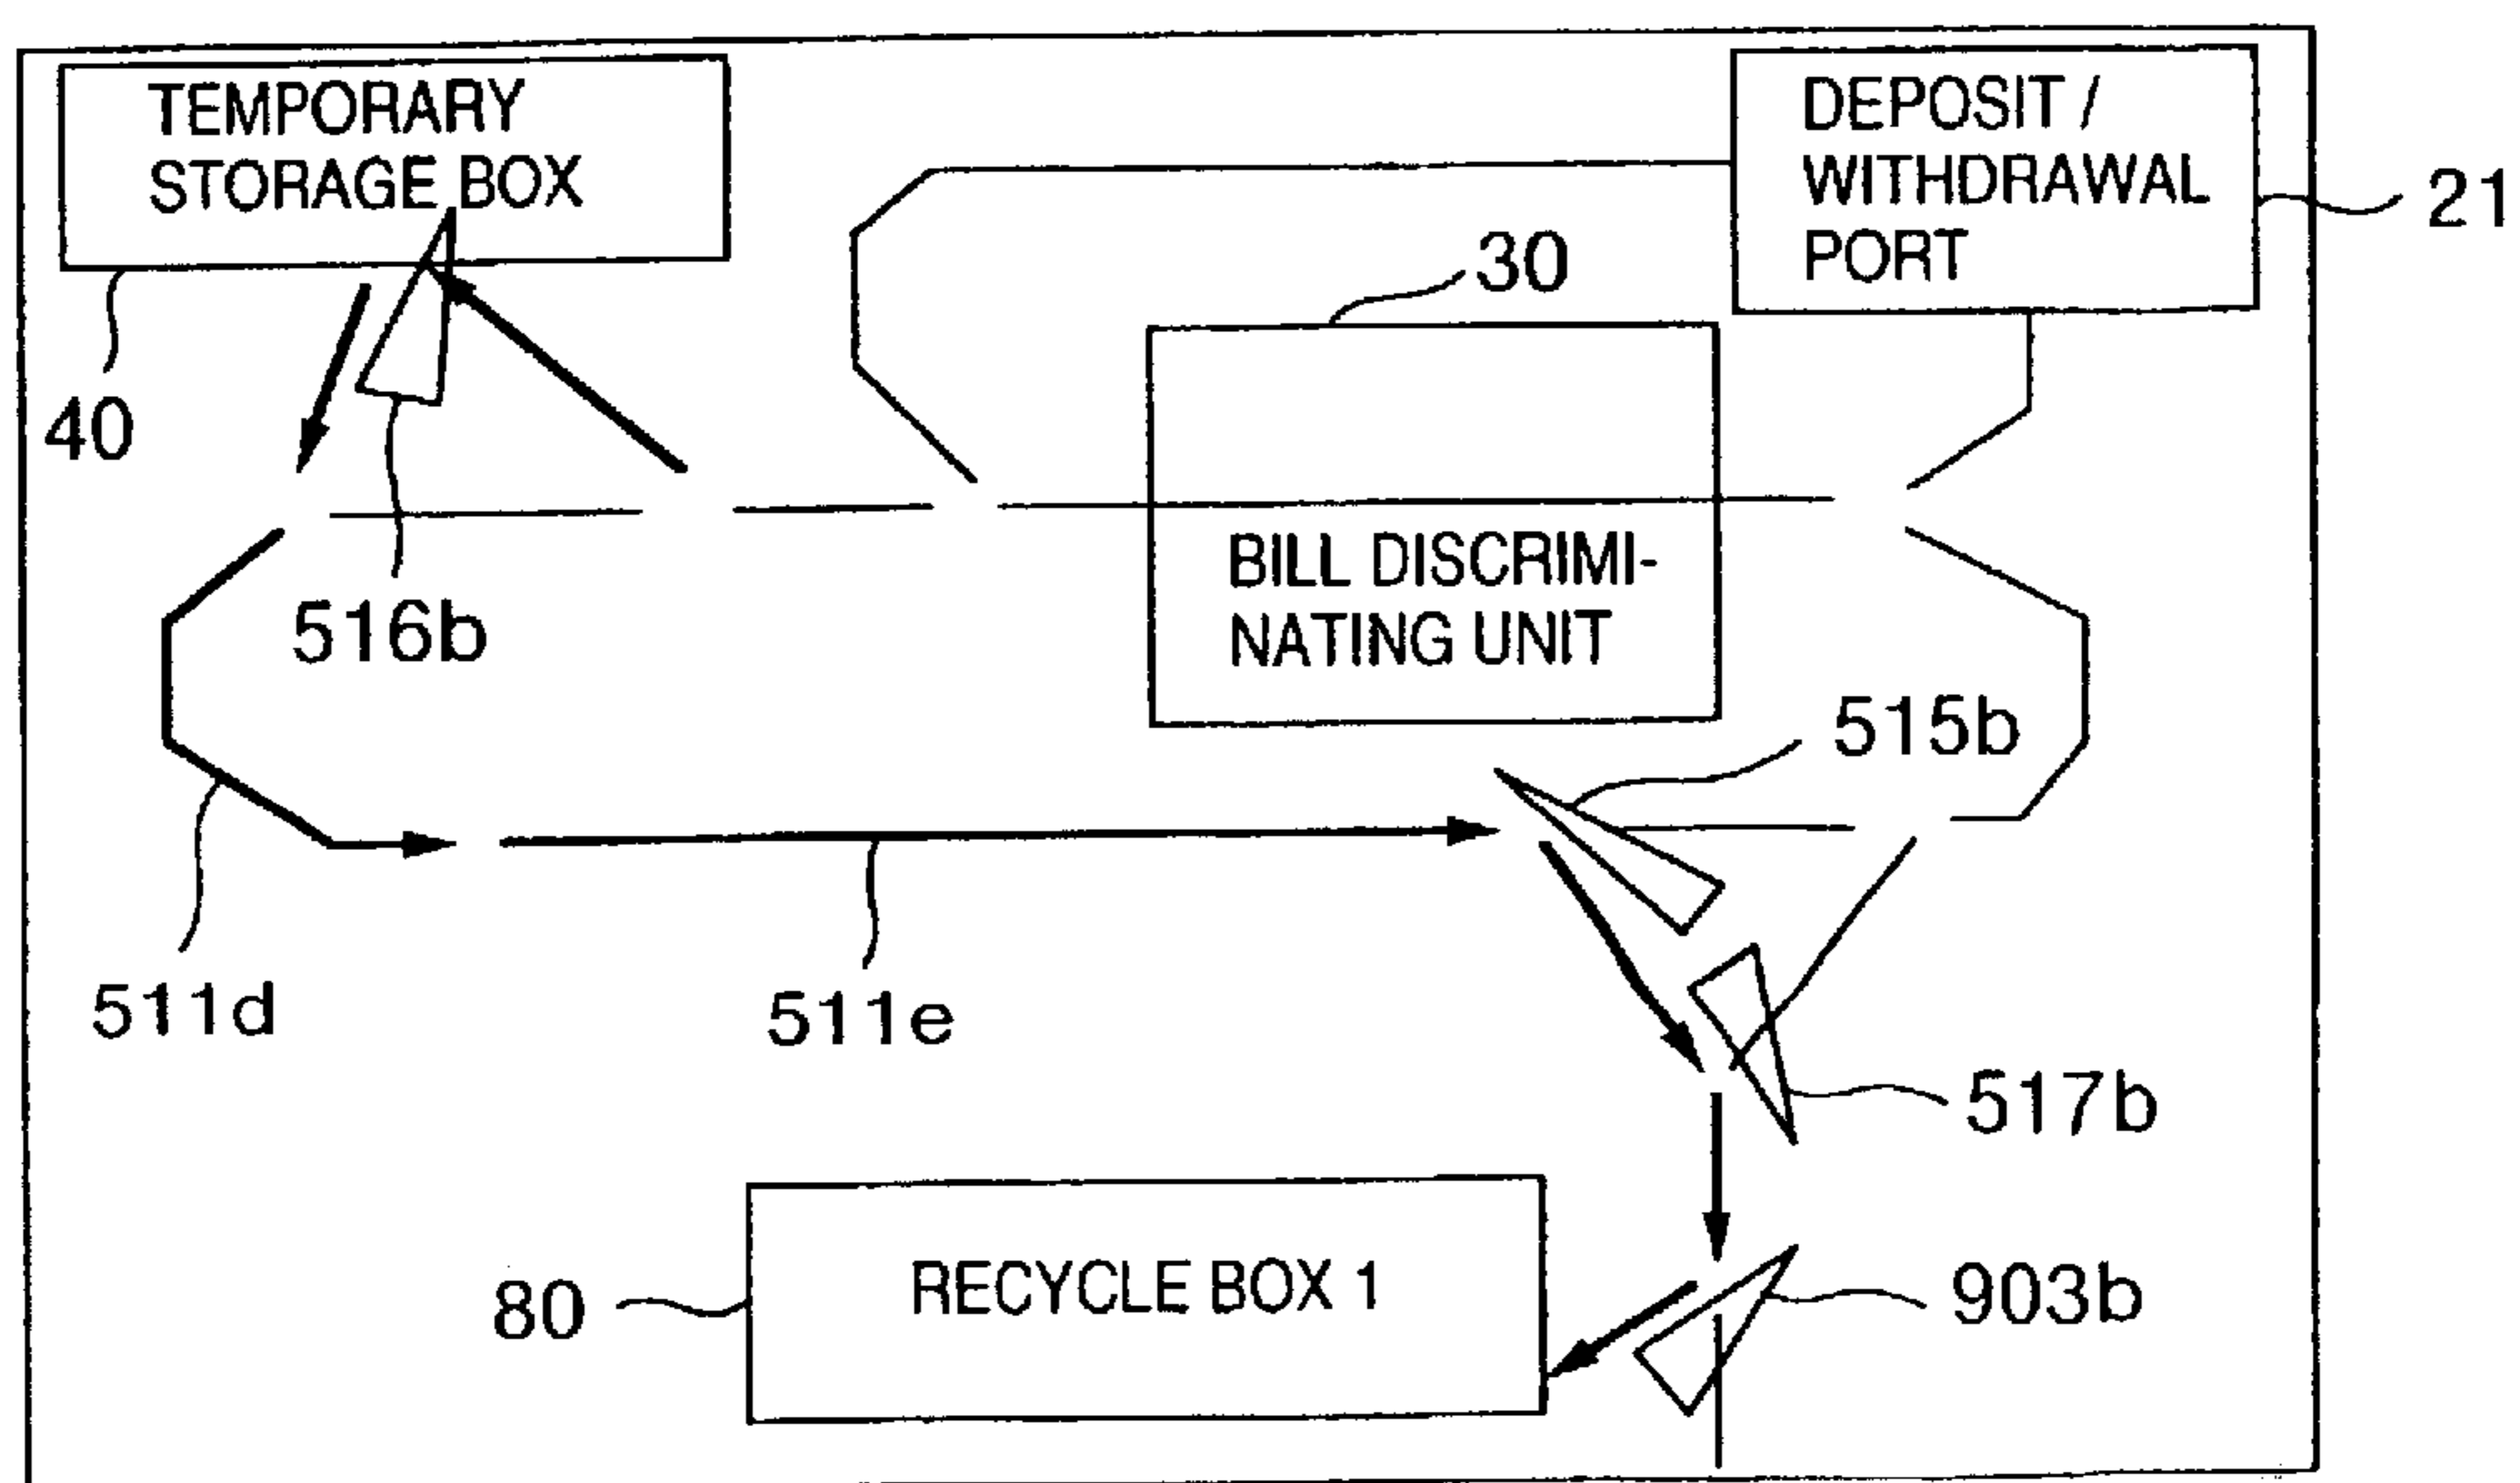 TEMPORARY
STORAGE BOX
DEPOSIT /
WITHDRAWAL
PORT
21
30
40
BILL DISCRIMI-
NATING UNIT
516b
515b
511d
511e
517b
80
RECYCLE BOX 1
903b